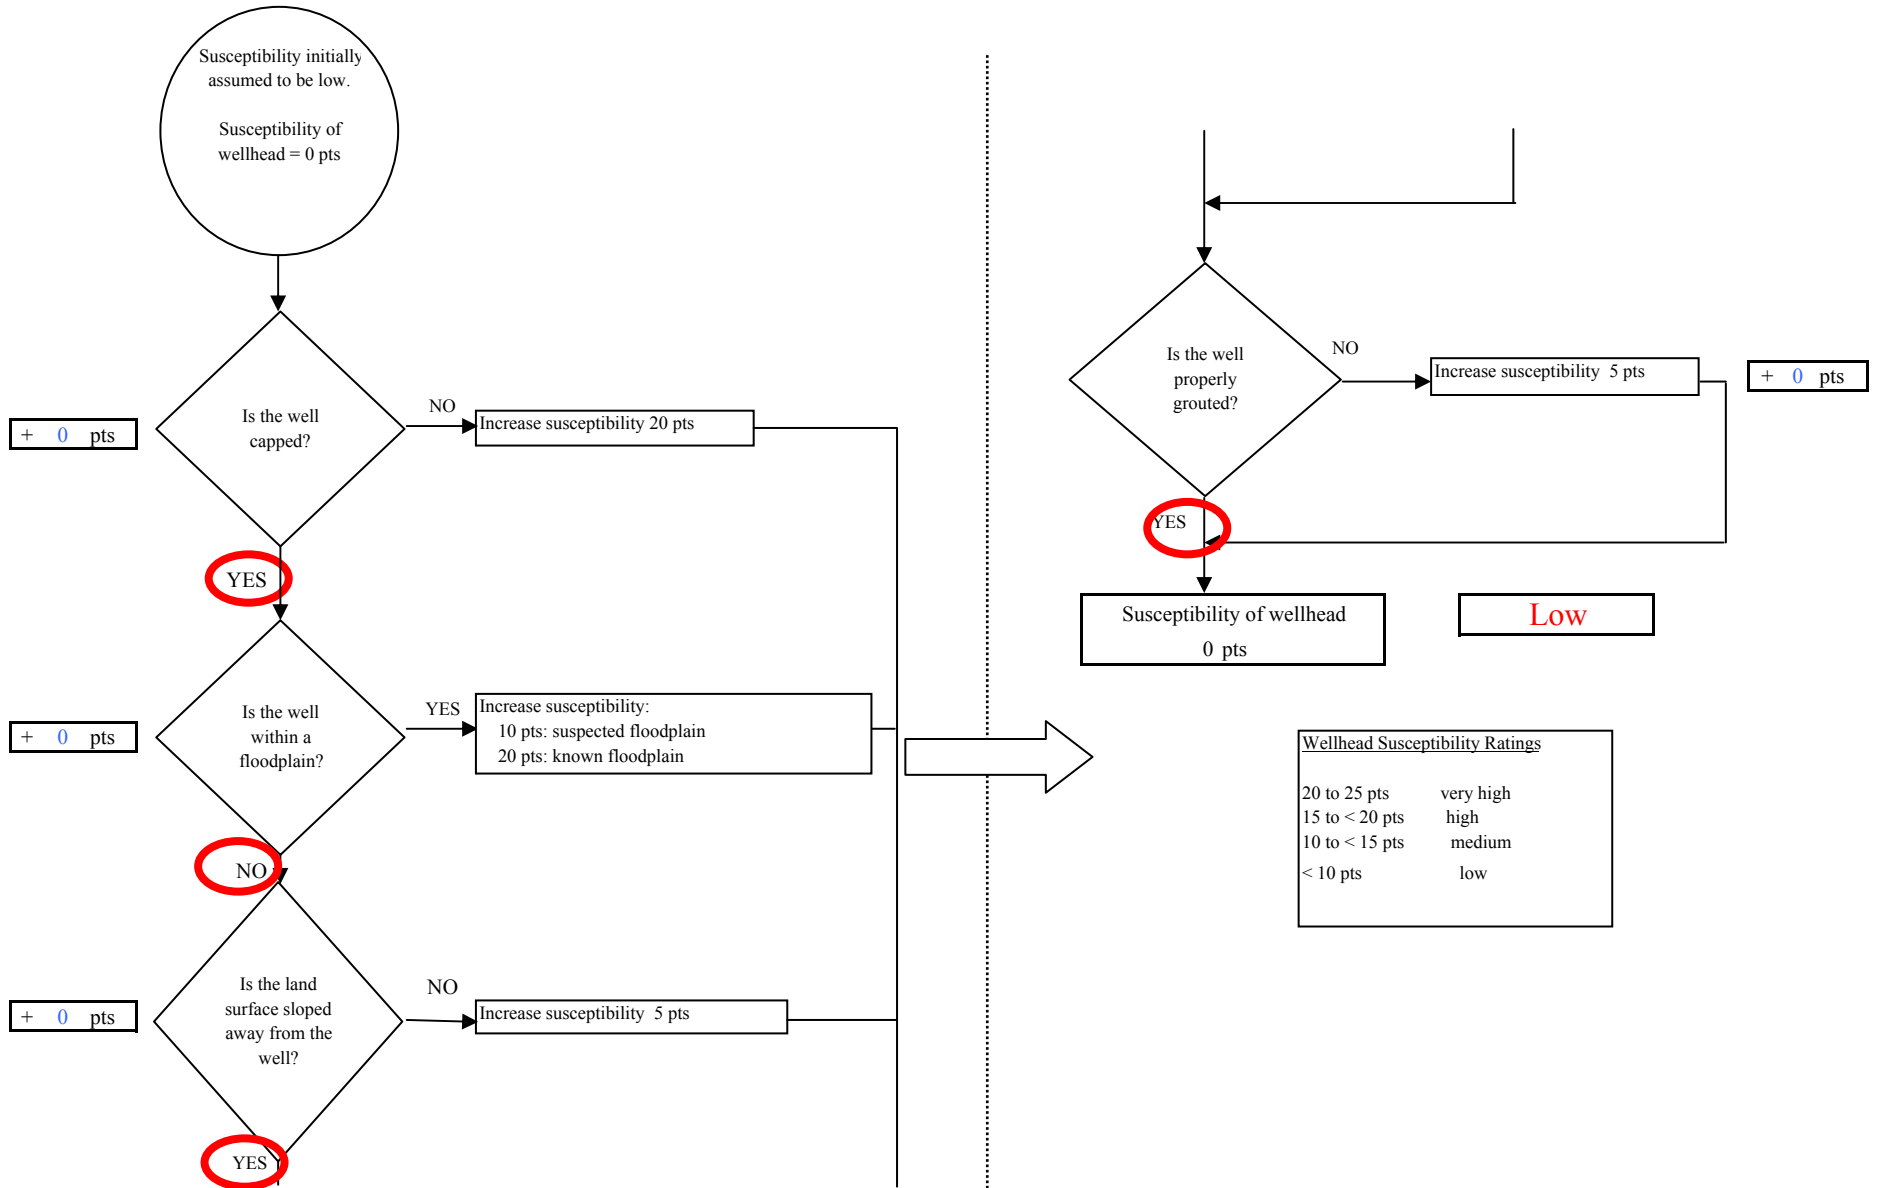 Susceptibility initially
assumed to be low.
Susceptibility of
wellhead = 0 pts
Is the well
capped?
NO
Increase susceptibility 20 pts
+ 0 pts
YES
Is the well
within a
floodplain?
YES
Increase susceptibility:
10 pts: suspected floodplain
20 pts: known floodplain
+ 0 pts
NO
Is the land
surface sloped
away from the
well?
NO
Increase susceptibility 5 pts
+ 0 pts
YES
Is the well
properly
grouted?
NO
Increase susceptibility 5 pts
+ 0 pts
YES
Susceptibility of wellhead
0 pts
Low
Wellhead Susceptibility Ratings
20 to 25 pts very high
15 to < 20 pts high
10 to < 15 pts medium
< 10 pts low